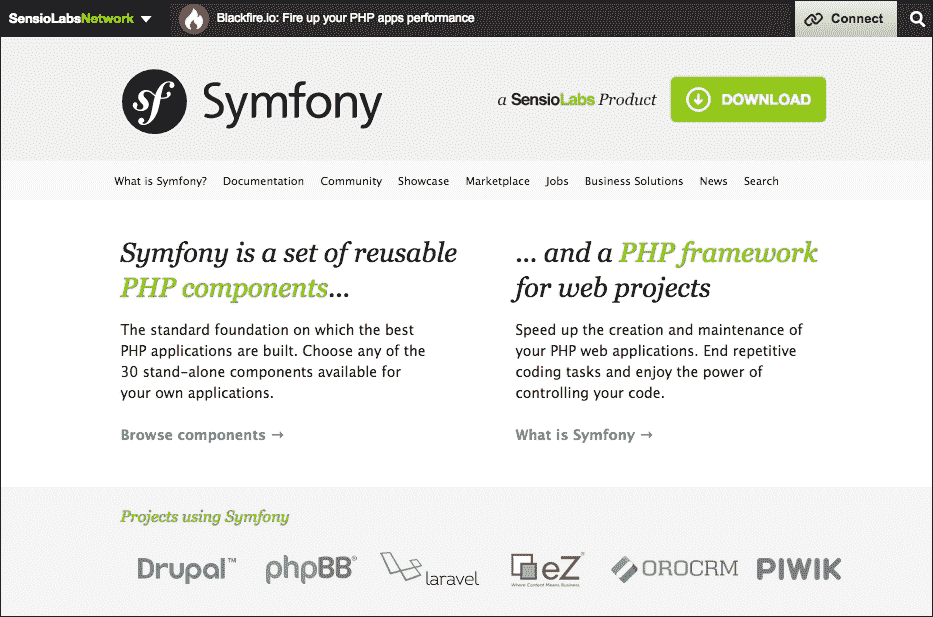 SensioLabsNetwork
Blackfire.io: Fire up your PHP apps performance
Connect
sf Symfony
a SensioLabs Product
DOWNLOAD
What is Symfony? Documentation Community Showcase Marketplace Jobs Business Solutions News Search
Symfony is a set of reusable
PHP components...
The standard foundation on which the best
PHP applications are built. Choose any of the
30 stand-alone components available for
your own applications.
Browse components →
... and a PHP framework
for web projects
Speed up the creation and maintenance of
your PHP web applications. End repetitive
coding tasks and enjoy the power of
controlling your code.
What is Symfony →
Projects using Symfony
Drupal™ phpBB® laravel eZ® OROCRM PIWIK
Where Content Means Business